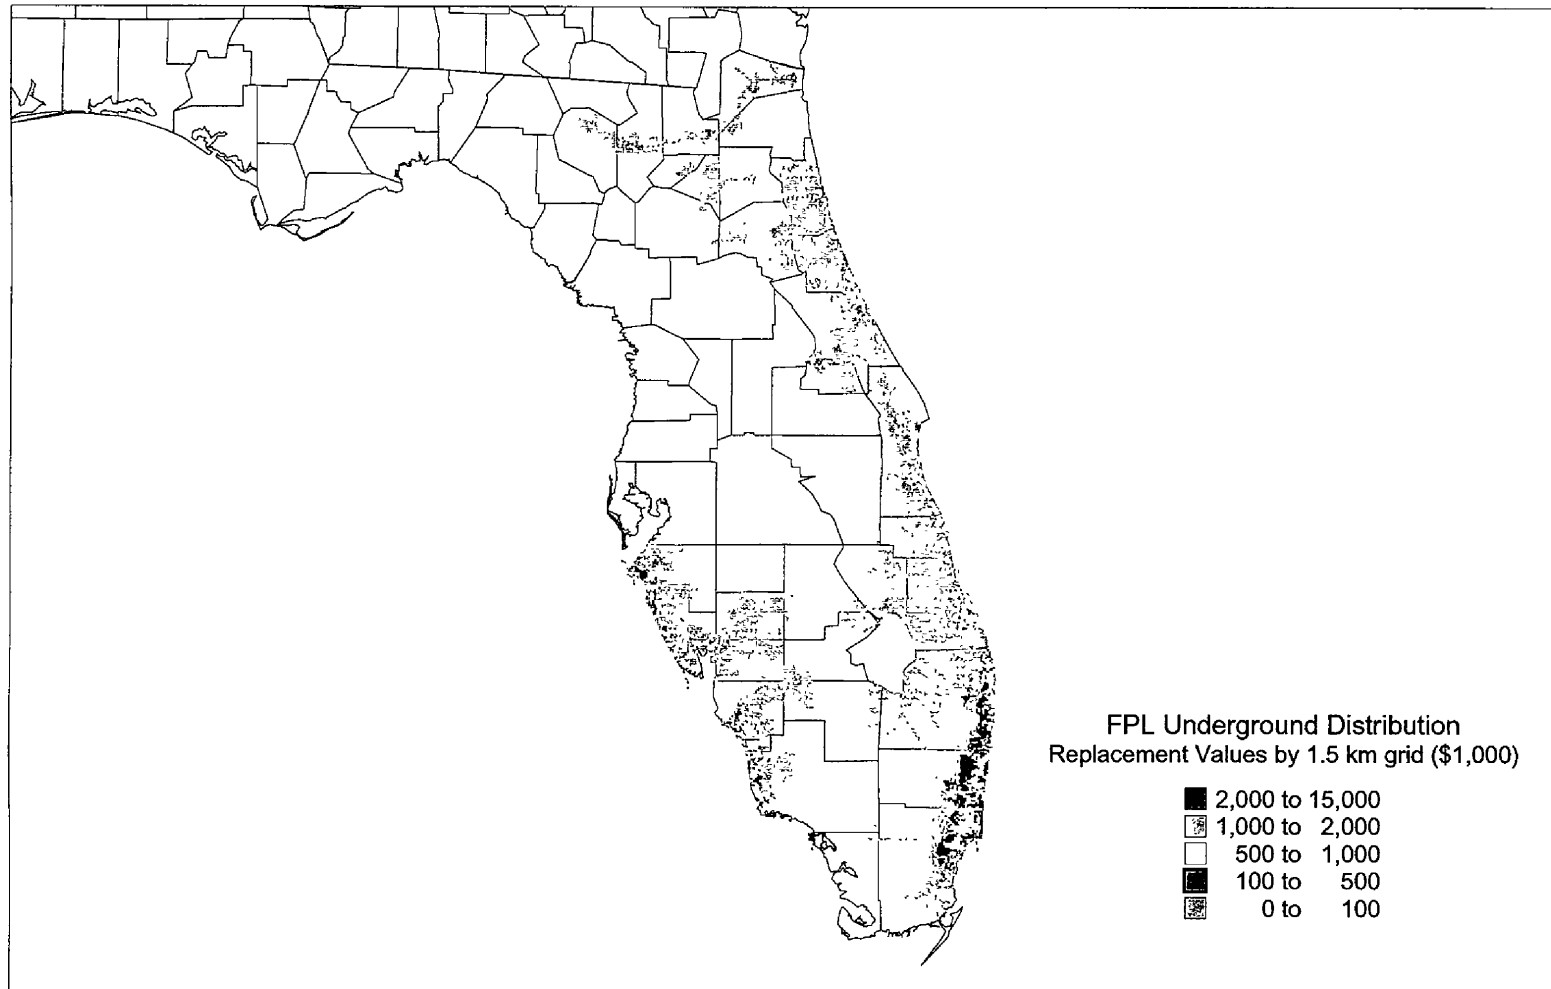 FPL Underground Distribution
Replacement Values by 1.5 km grid ($1,000)
2,000 to 15,000
1,000 to 2,000
500 to 1,000
100 to 500
0 to 100